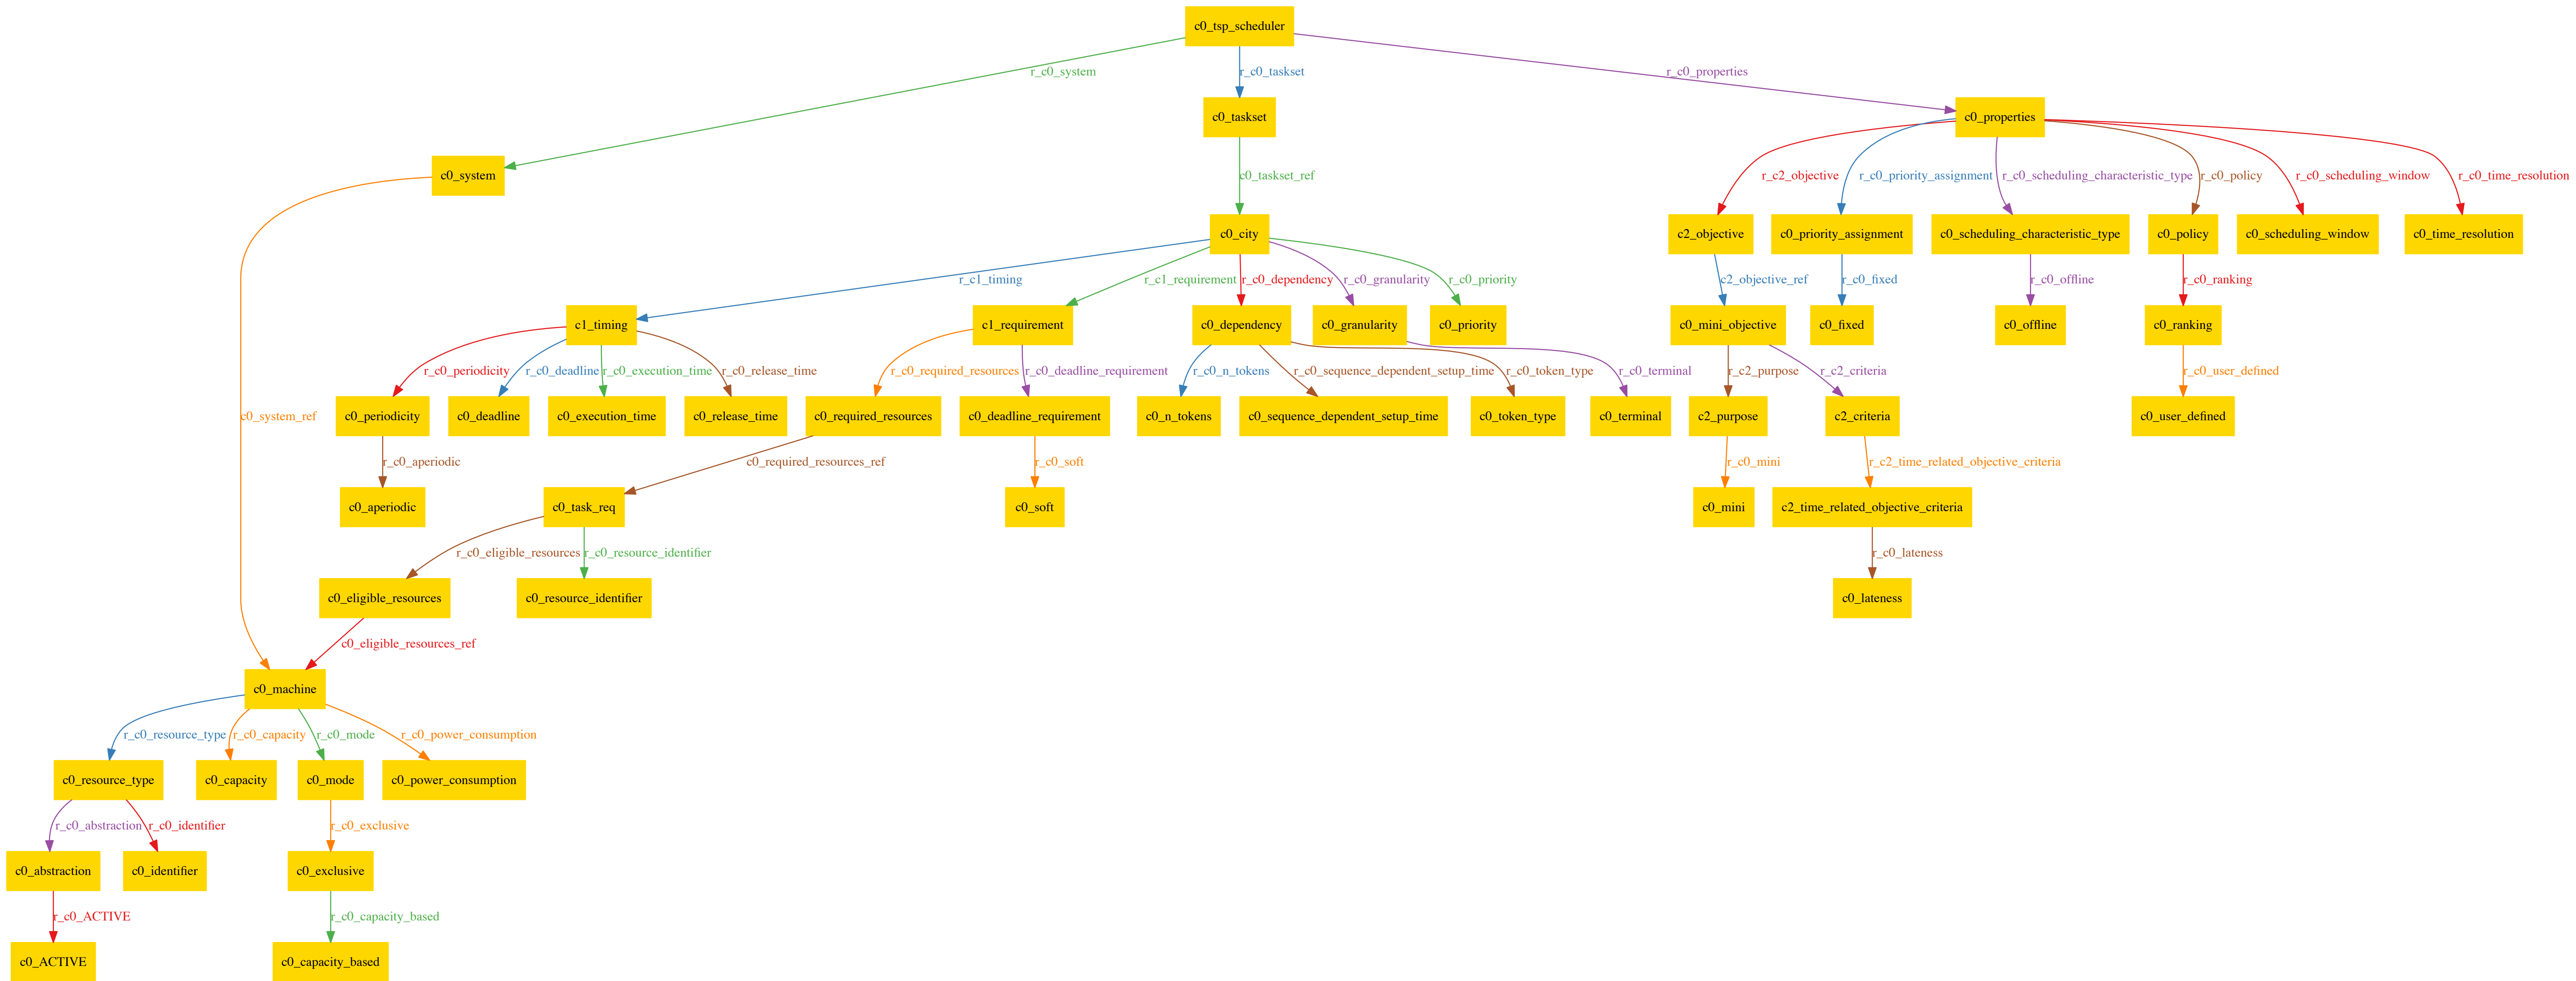 c0_tsp_scheduler
r_c0_system
r_c0_taskset
r_c0_properties
c0_taskset
c0_properties
c0_system
c0_taskset_ref
r_c2_objective
r_c0_priority_assignment
r_c0_scheduling_characteristic_type
r_c0_policy
r_c0_scheduling_window
r_c0_time_resolution
c0_city
c2_objective
c0_priority_assignment
c0_scheduling_characteristic_type
c0_policy
c0_scheduling_window
c0_time_resolution
r_c1_timing
r_c1_requirement
r_c0_dependency
r_c0_granularity
r_c0_priority
c2_objective_ref
r_c0_fixed
r_c0_offline
r_c0_ranking
c1_timing
c1_requirement
c0_dependency
c0_granularity
c0_priority
c0_mini_objective
c0_fixed
c0_offline
c0_ranking
r_c0_periodicity
r_c0_deadline
r_c0_execution_time
r_c0_release_time
r_c0_required_resources
r_c0_deadline_requirement
r_c0_n_tokens
r_c0_sequence_dependent_setup_time
r_c0_token_type
r_c0_terminal
r_c2_purpose
r_c2_criteria
r_c0_user_defined
c0_system_ref
c0_periodicity
c0_deadline
c0_execution_time
c0_release_time
c0_required_resources
c0_deadline_requirement
c0_n_tokens
c0_sequence_dependent_setup_time
c0_token_type
c0_terminal
c2_purpose
c2_criteria
c0_user_defined
r_c0_aperiodic
c0_required_resources_ref
r_c0_soft
r_c0_mini
r_c2_time_related_objective_criteria
c0_aperiodic
c0_task_req
c0_soft
c0_mini
c2_time_related_objective_criteria
r_c0_eligible_resources
r_c0_resource_identifier
r_c0_lateness
c0_eligible_resources
c0_resource_identifier
c0_lateness
c0_eligible_resources_ref
c0_machine
r_c0_resource_type
r_c0_capacity
r_c0_mode
r_c0_power_consumption
c0_resource_type
c0_capacity
c0_mode
c0_power_consumption
r_c0_abstraction
r_c0_identifier
r_c0_exclusive
c0_abstraction
c0_identifier
c0_exclusive
r_c0_ACTIVE
r_c0_capacity_based
c0_ACTIVE
c0_capacity_based